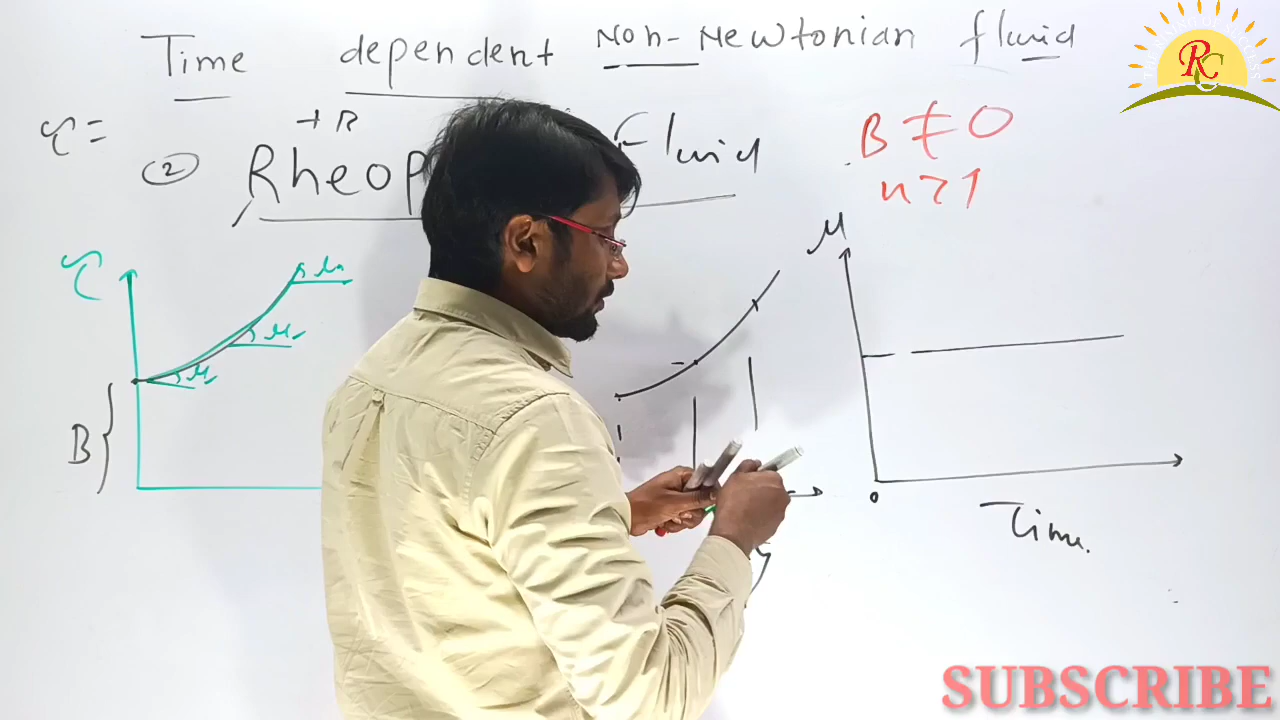 Time dependent Non-Newtonian fluid
τ =
+ B
② Rheop Fluid
B ≠ 0
n > 1
τ
μ
μ
μ
B
μ
0
Time.
RC
SUBSCRIBE